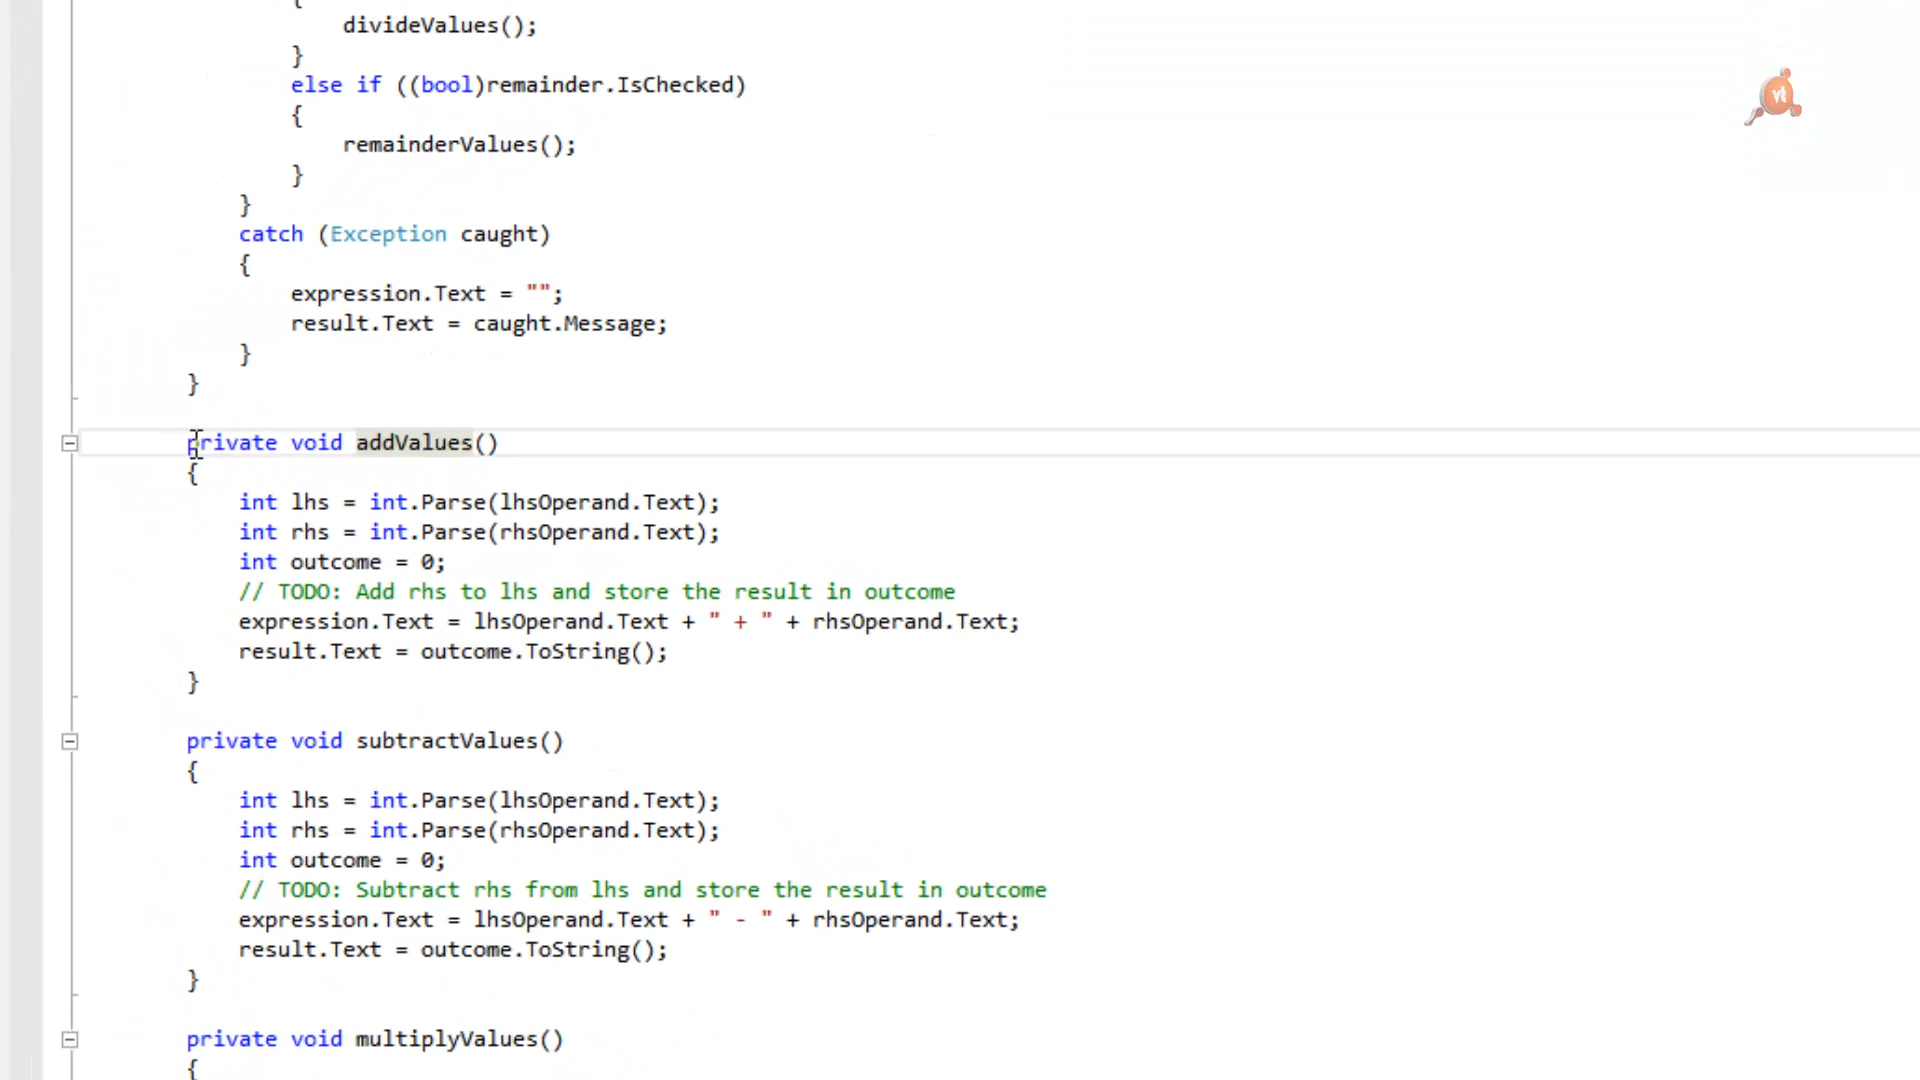 {
divideValues();
}
else if ((bool)remainder.IsChecked)
{
remainderValues();
}
}
catch (Exception caught)
{
expression.Text = "";
result.Text = caught.Message;
}
}
private void addValues()
{
int lhs = int.Parse(lhsOperand.Text);
int rhs = int.Parse(rhsOperand.Text);
int outcome = 0;
// TODO: Add rhs to lhs and store the result in outcome
expression.Text = lhsOperand.Text + " + " + rhsOperand.Text;
result.Text = outcome.ToString();
}
private void subtractValues()
{
int lhs = int.Parse(lhsOperand.Text);
int rhs = int.Parse(rhsOperand.Text);
int outcome = 0;
// TODO: Subtract rhs from lhs and store the result in outcome
expression.Text = lhsOperand.Text + " - " + rhsOperand.Text;
result.Text = outcome.ToString();
}
private void multiplyValues()
{
vt